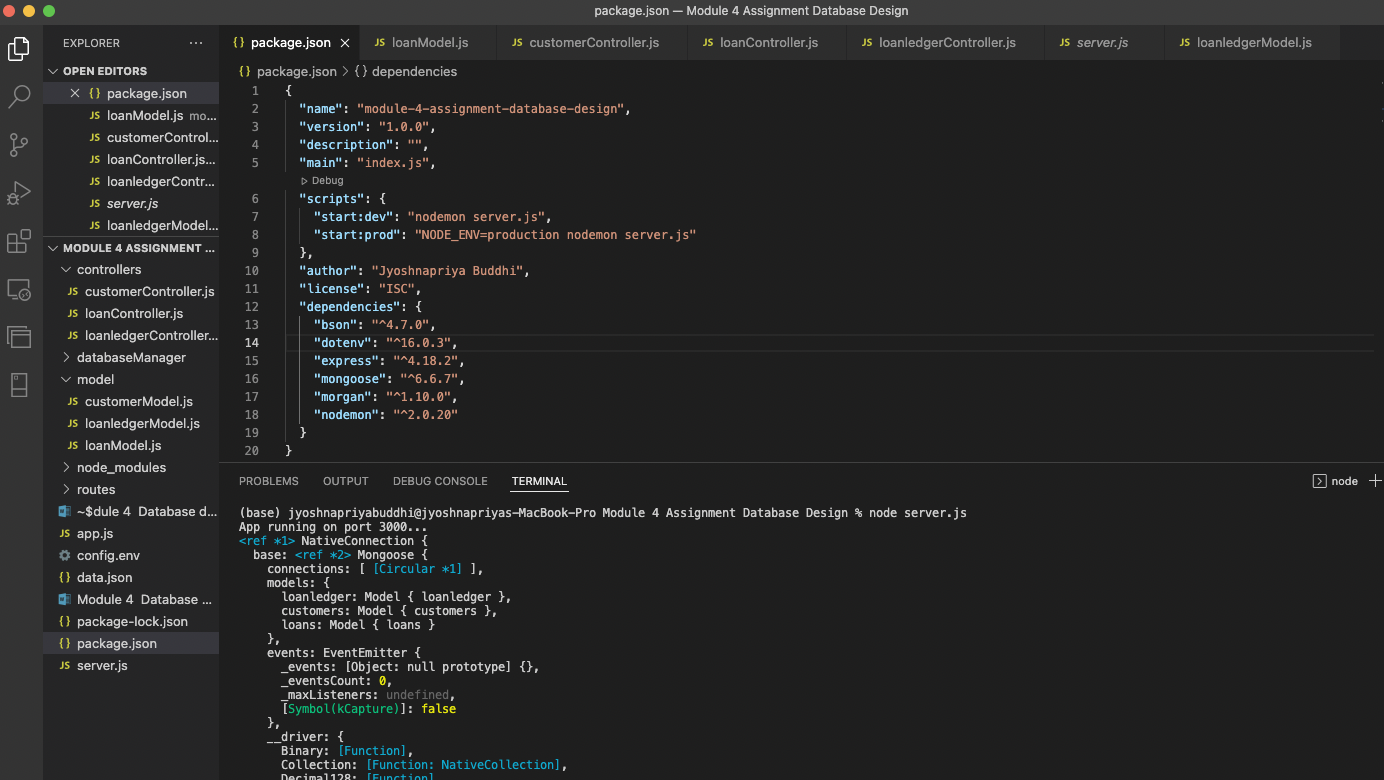 package.json — Module 4 Assignment Database Design
EXPLORER
OPEN EDITORS
package.json
loanModel.js mo...
customerControl...
loanController.js...
loanledgerContr...
server.js
loanledgerModel...
MODULE 4 ASSIGNMENT ...
controllers
customerController.js
loanController.js
loanledgerController...
databaseManager
model
customerModel.js
loanledgerModel.js
loanModel.js
node_modules
routes
~$dule 4  Database d...
app.js
config.env
data.json
Module 4  Database ...
package-lock.json
package.json
server.js
package.json
loanModel.js
customerController.js
loanController.js
loanledgerController.js
server.js
loanledgerModel.js
{} package.json > {} dependencies
1 {
2 "name": "module-4-assignment-database-design",
3 "version": "1.0.0",
4 "description": "",
5 "main": "index.js",
Debug
6 "scripts": {
7 "start:dev": "nodemon server.js",
8 "start:prod": "NODE_ENV=production nodemon server.js"
9 },
10 "author": "Jyoshnapriya Buddhi",
11 "license": "ISC",
12 "dependencies": {
13 "bson": "^4.7.0",
14 "dotenv": "^16.0.3",
15 "express": "^4.18.2",
16 "mongoose": "^6.6.7",
17 "morgan": "^1.10.0",
18 "nodemon": "^2.0.20"
19 }
20 }
PROBLEMS OUTPUT DEBUG CONSOLE TERMINAL
node
(base) jyoshnapriyabuddhi@jyoshnapriyas-MacBook-Pro Module 4 Assignment Database Design % node server.js
App running on port 3000...
<ref *1> NativeConnection {
base: <ref *2> Mongoose {
connections: [ [Circular *1] ],
models: {
loanledger: Model { loanledger },
customers: Model { customers },
loans: Model { loans }
},
events: EventEmitter {
_events: [Object: null prototype] {},
_eventsCount: 0,
_maxListeners: undefined,
[Symbol(kCapture)]: false
},
__driver: {
Binary: [Function],
Collection: [Function: NativeCollection],
Decimal128: [Function]